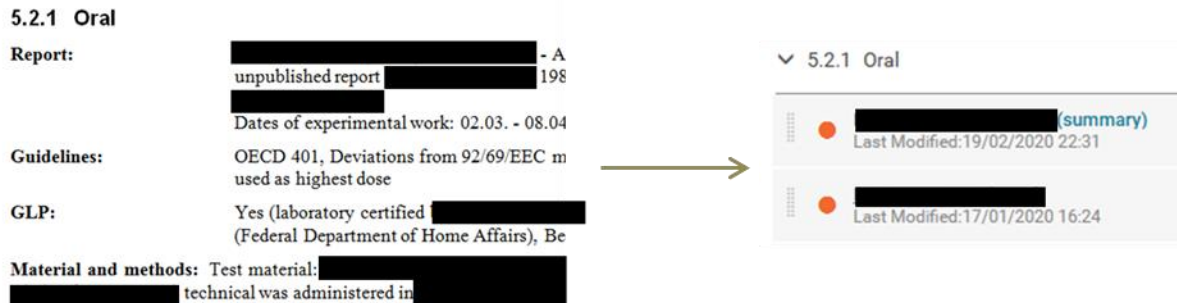 5.2.1 Oral
Report:
- A
unpublished report 198
Dates of experimental work: 02.03. - 08.04
Guidelines: OECD 401, Deviations from 92/69/EEC m
used as highest dose
GLP: Yes (laboratory certified
(Federal Department of Home Affairs), Be
Material and methods: Test material:
technical was administered in
5.2.1 Oral
(summary)
Last Modified:19/02/2020 22:31
Last Modified:17/01/2020 16:24